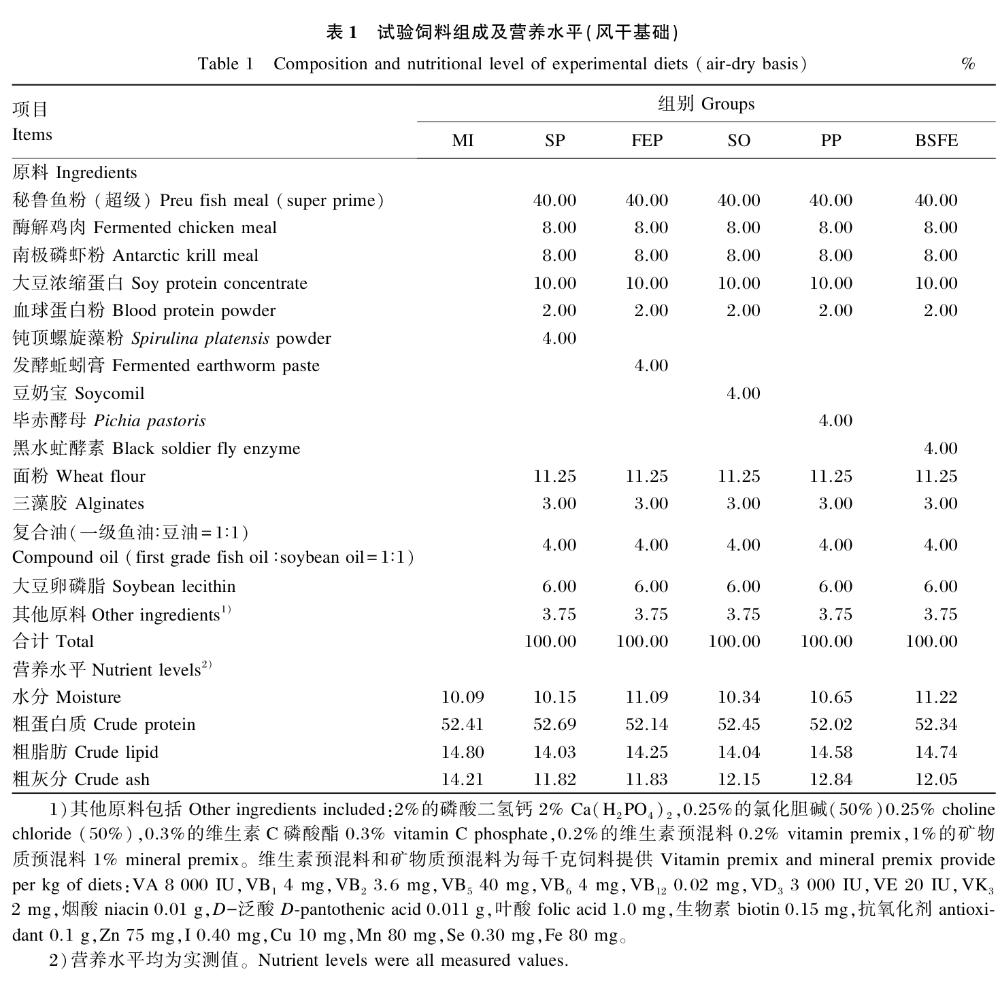 表 1 试验饲料组成及营养水平(风干基础)
Table 1 Composition and nutritional level of experimental diets (air-dry basis) %
项目 组别 Groups
Items MI SP FEP SO PP BSFE
原料 Ingredients
秘鲁鱼粉 (超级) Preu fish meal (super prime) 40.00 40.00 40.00 40.00 40.00
酶解鸡肉 Fermented chicken meal 8.00 8.00 8.00 8.00 8.00
南极磷虾粉 Antarctic krill meal 8.00 8.00 8.00 8.00 8.00
大豆浓缩蛋白 Soy protein concentrate 10.00 10.00 10.00 10.00 10.00
血球蛋白粉 Blood protein powder 2.00 2.00 2.00 2.00 2.00
钝顶螺旋藻粉 Spirulina platensis powder 4.00
发酵蚯蚓膏 Fermented earthworm paste 4.00
豆奶宝 Soycomil 4.00
毕赤酵母 Pichia pastoris 4.00
黑水虻酵素 Black soldier fly enzyme 4.00
面粉 Wheat flour 11.25 11.25 11.25 11.25 11.25
三藻胶 Alginates 3.00 3.00 3.00 3.00 3.00
复合油(一级鱼油∶豆油=1∶1)
Compound oil (first grade fish oil∶soybean oil=1∶1) 4.00 4.00 4.00 4.00 4.00
大豆卵磷脂 Soybean lecithin 6.00 6.00 6.00 6.00 6.00
其他原料 Other ingredients1) 3.75 3.75 3.75 3.75 3.75
合计 Total 100.00 100.00 100.00 100.00 100.00
营养水平 Nutrient levels2)
水分 Moisture 10.09 10.15 11.09 10.34 10.65 11.22
粗蛋白质 Crude protein 52.41 52.69 52.14 52.45 52.02 52.34
粗脂肪 Crude lipid 14.80 14.03 14.25 14.04 14.58 14.74
粗灰分 Crude ash 14.21 11.82 11.83 12.15 12.84 12.05
1)其他原料包括 Other ingredients included:2%的磷酸二氢钙 2% Ca(H2PO4)2,0.25%的氯化胆碱(50%)0.25% choline
chloride (50%),0.3%的维生素 C 磷酸酯 0.3% vitamin C phosphate,0.2%的维生素预混料 0.2% vitamin premix,1%的矿物
质预混料 1% mineral premix。维生素预混料和矿物质预混料为每千克饲料提供 Vitamin premix and mineral premix provide
per kg of diets:VA 8 000 IU,VB1 4 mg,VB2 3.6 mg,VB5 40 mg,VB6 4 mg,VB12 0.02 mg,VD3 3 000 IU,VE 20 IU,VK3
2 mg,烟酸 niacin 0.01 g,D-泛酸 D-pantothenic acid 0.011 g,叶酸 folic acid 1.0 mg,生物素 biotin 0.15 mg,抗氧化剂 antioxi-
dant 0.1 g,Zn 75 mg,I 0.40 mg,Cu 10 mg,Mn 80 mg,Se 0.30 mg,Fe 80 mg。
2)营养水平均为实测值。Nutrient levels were all measured values.